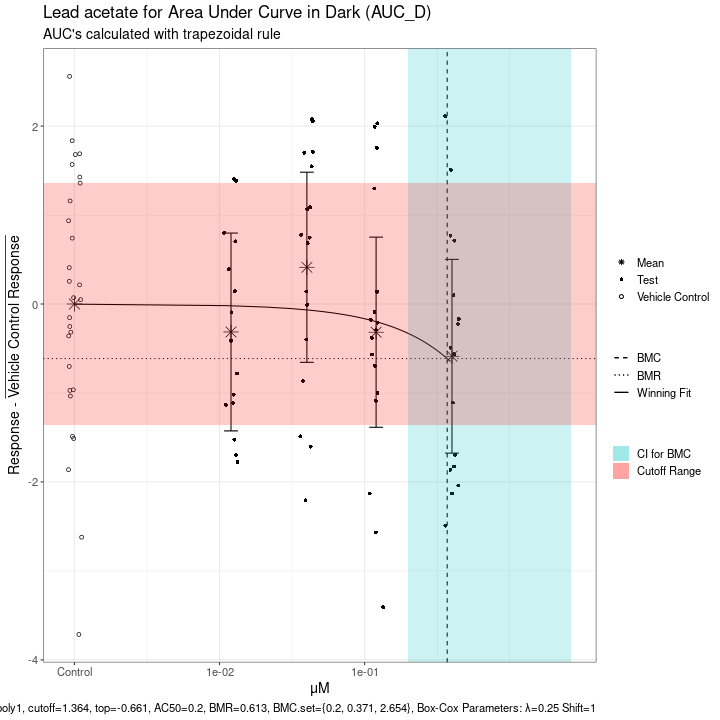 Lead acetate for Area Under Curve in Dark (AUC_D)
AUC's calculated with trapezoidal rule
Response - Vehicle Control Response
2
0
-2
-4
Control
1e-02
1e-01
µM
Mean
Test
Vehicle Control
BMC
BMR
Winning Fit
CI for BMC
Cutoff Range
poly1, cutoff=1.364, top=-0.661, AC50=0.2, BMR=0.613, BMC.set={0.2, 0.371, 2.654}, Box-Cox Parameters: λ=0.25 Shift=1